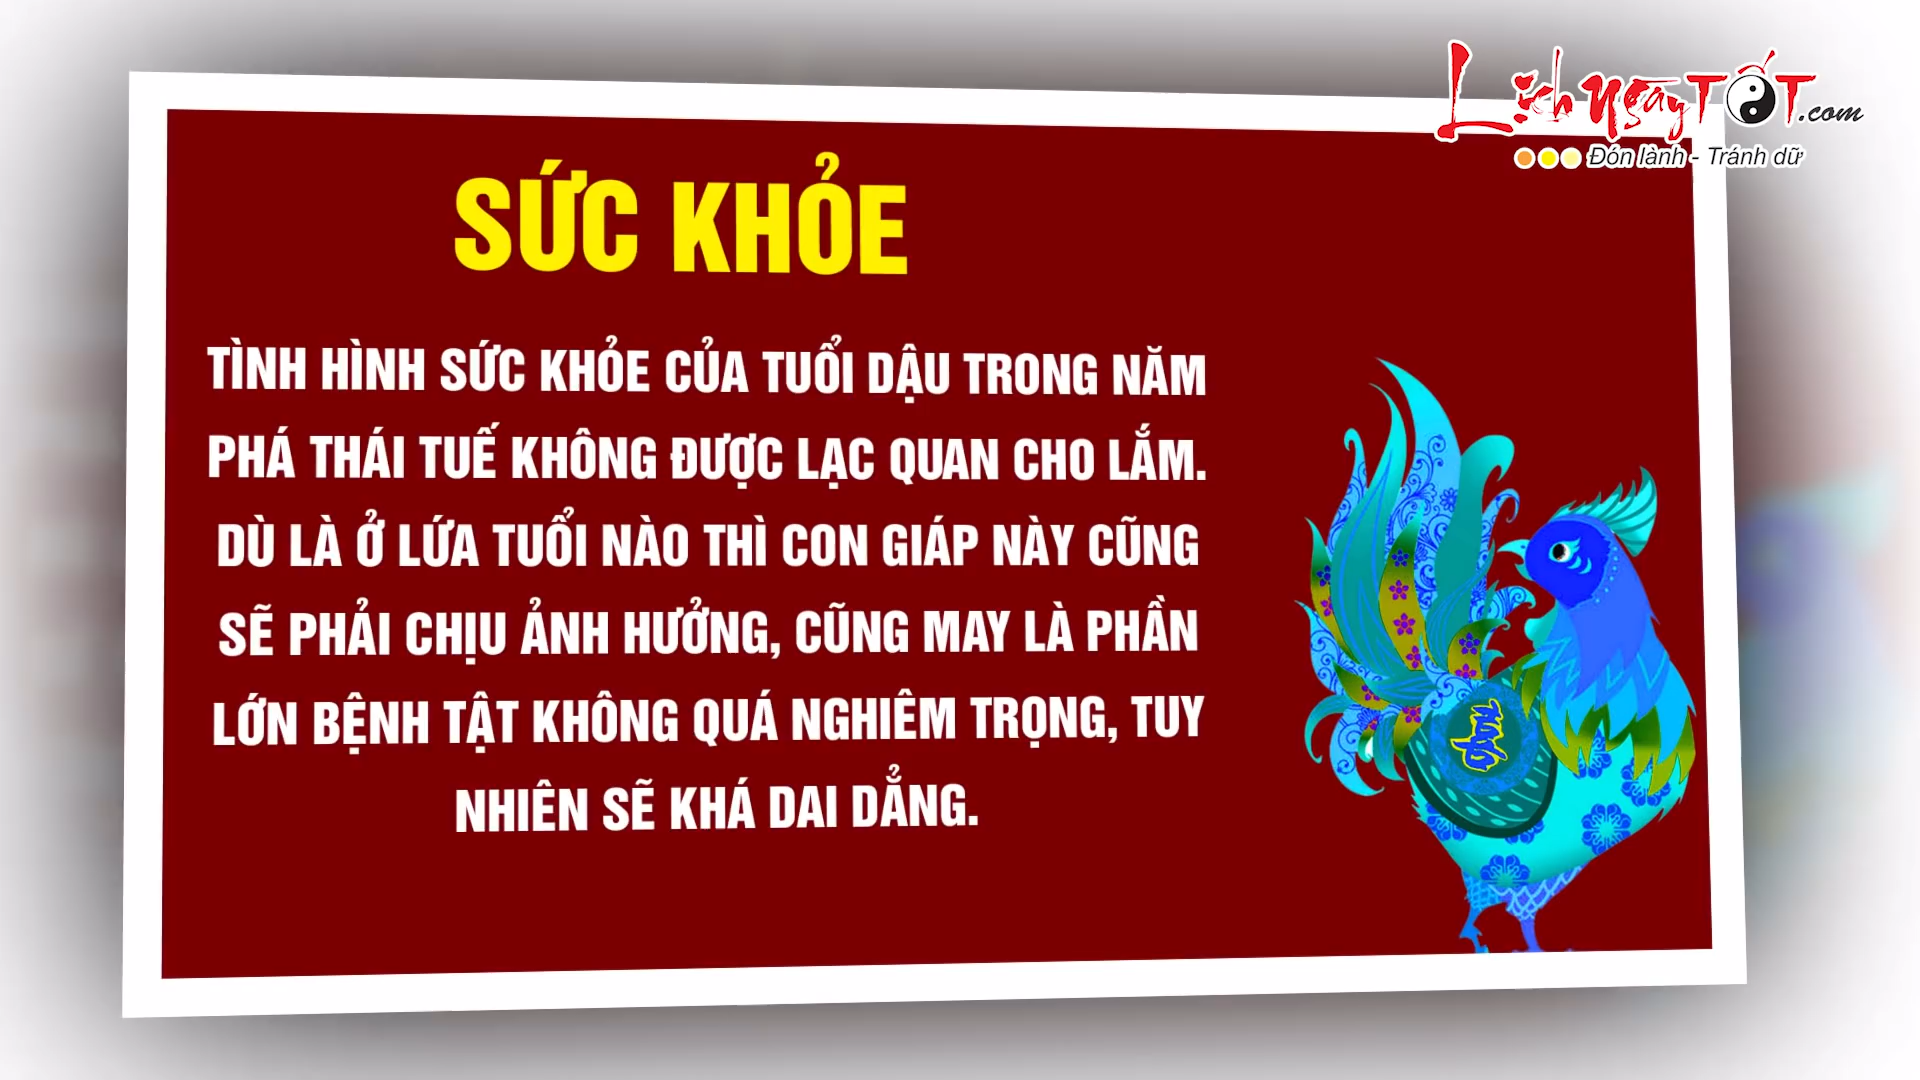 Lịch Ngày TỐT.com
Đón lành - Tránh dữ
SỨC KHỎE
TÌNH HÌNH SỨC KHỎE CỦA TUỔI DẬU TRONG NĂM
PHÁ THÁI TUẾ KHÔNG ĐƯỢC LẠC QUAN CHO LẮM.
DÙ LÀ Ở LỨA TUỔI NÀO THÌ CON GIÁP NÀY CŨNG
SẼ PHẢI CHỊU ẢNH HƯỞNG, CŨNG MAY LÀ PHẦN
LỚN BỆNH TẬT KHÔNG QUÁ NGHIÊM TRỌNG, TUY
NHIÊN SẼ KHÁ DAI DẲNG.